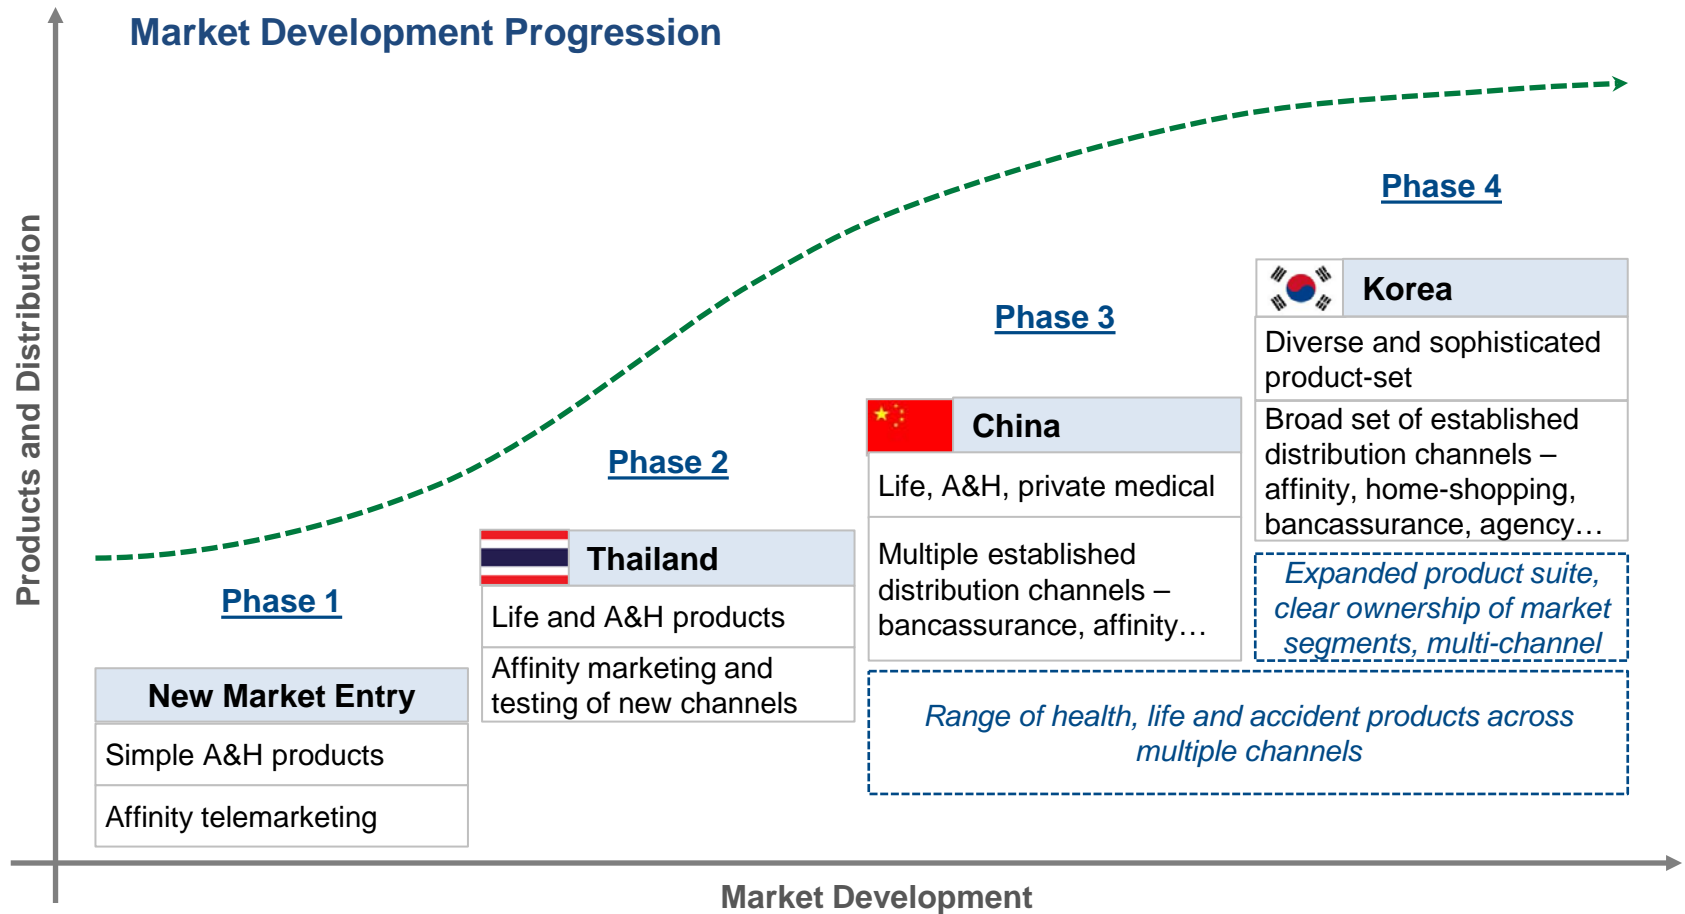 Market Development Progression
Products and Distribution
Phase 1
New Market Entry
Simple A&H products
Affinity telemarketing
Phase 2
Thailand
Life and A&H products
Affinity marketing and
testing of new channels
Phase 3
China
Life, A&H, private medical
Multiple established
distribution channels –
bancassurance, affinity…
Phase 4
Korea
Diverse and sophisticated
product-set
Broad set of established
distribution channels –
affinity, home-shopping,
bancassurance, agency…
Expanded product suite,
clear ownership of market
segments, multi-channel
Range of health, life and accident products across
multiple channels
Market Development